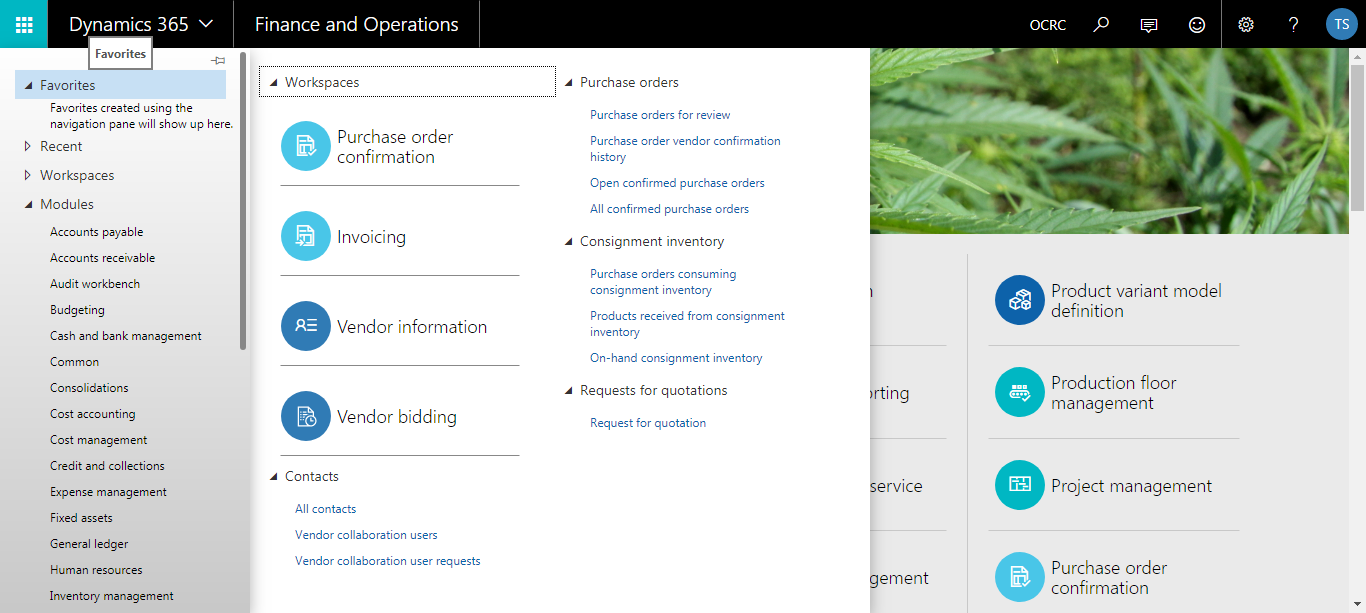 Dynamics 365
Finance and Operations
OCRC
?
TS
Favorites
Favorites
Favorites created using the
navigation pane will show up here.
Recent
Workspaces
Modules
Accounts payable
Accounts receivable
Audit workbench
Budgeting
Cash and bank management
Common
Consolidations
Cost accounting
Cost management
Credit and collections
Expense management
Fixed assets
General ledger
Human resources
Inventory management
Workspaces
Purchase order
confirmation
Invoicing
Vendor information
Vendor bidding
Contacts
All contacts
Vendor collaboration users
Vendor collaboration user requests
Purchase orders
Purchase orders for review
Purchase order vendor confirmation
history
Open confirmed purchase orders
All confirmed purchase orders
Consignment inventory
Purchase orders consuming
consignment inventory
Products received from consignment
inventory
On-hand consignment inventory
Requests for quotations
Request for quotation
orting
service
gement
Product variant model
definition
Production floor
management
Project management
Purchase order
confirmation